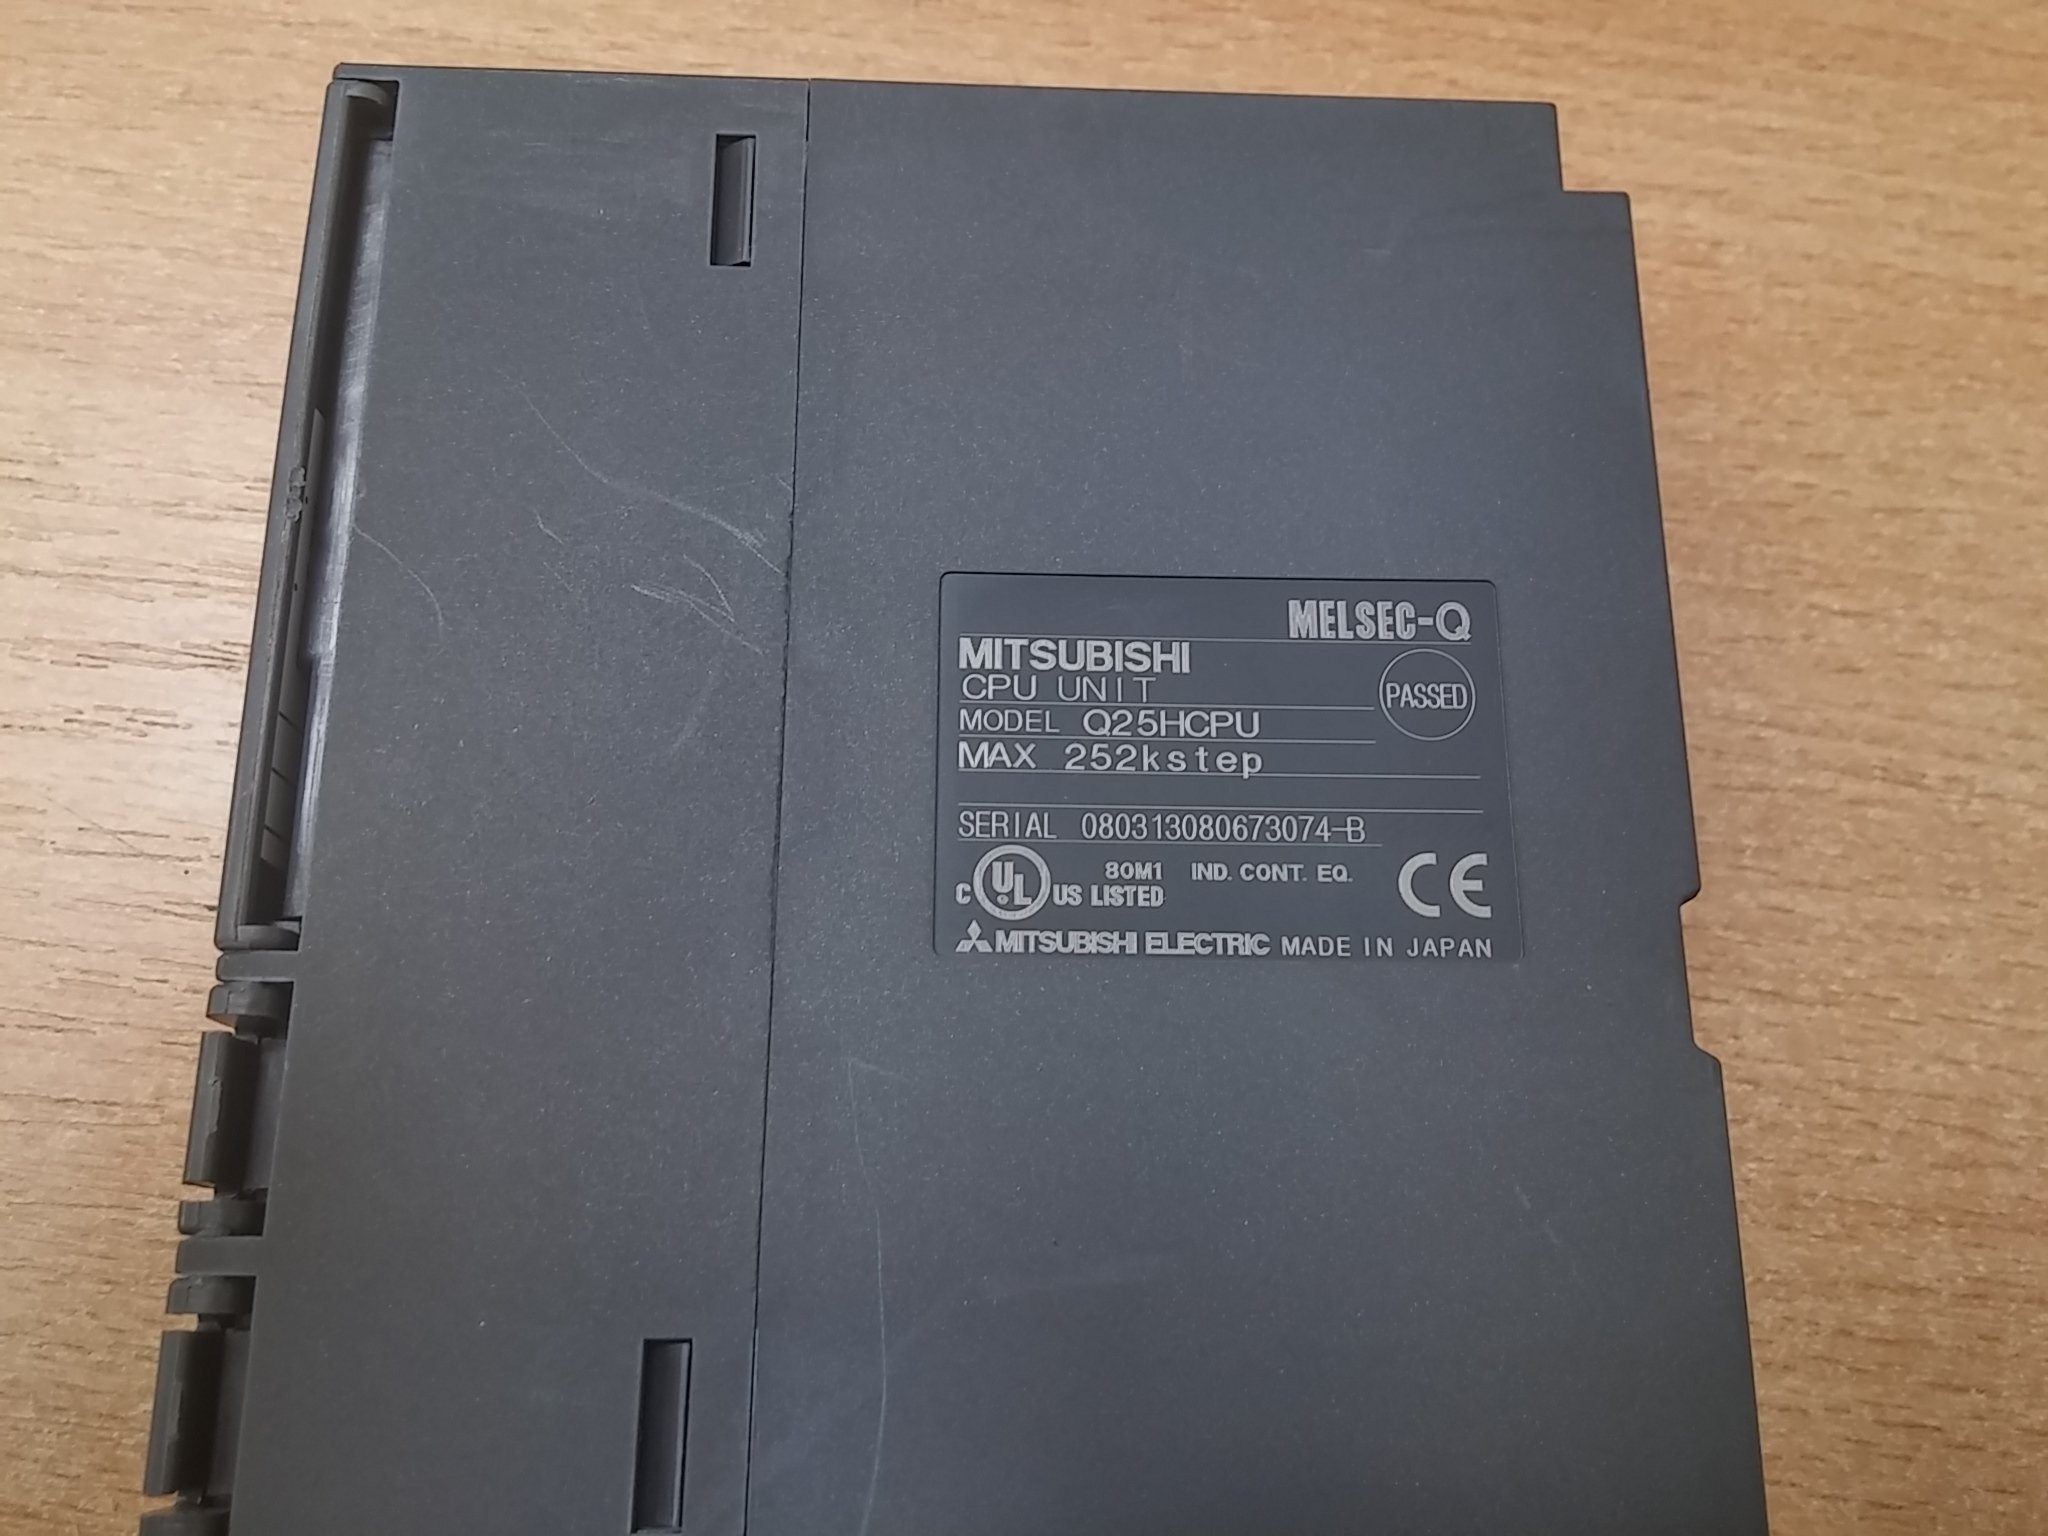 MELSEC-Q
MITSUBISHI
CPU UNIT
PASSED
MODEL Q25HCPU
MAX 252kstep
SERIAL 080313080673074-B
C UL US LISTED 80M1 IND. CONT. EQ. CE
MITSUBISHI ELECTRIC MADE IN JAPAN